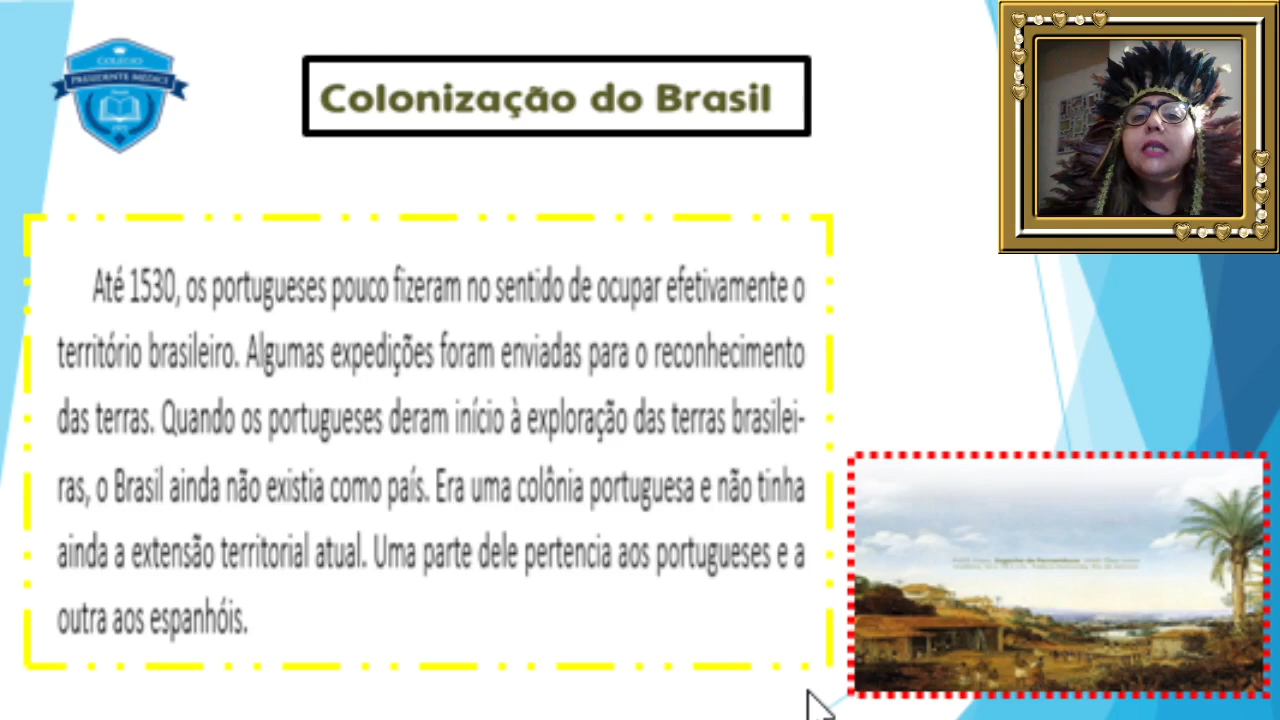 COLÉGIO
PRESIDENTE MÉDICI
Colonização do Brasil
Até 1530, os portugueses pouco fizeram no sentido de ocupar efetivamente o
território brasileiro. Algumas expedições foram enviadas para o reconhecimento
das terras. Quando os portugueses deram início à exploração das terras brasilei-
ras, o Brasil ainda não existia como país. Era uma colônia portuguesa e não tinha
ainda a extensão territorial atual. Uma parte dele pertencia aos portugueses e a
outra aos espanhóis.